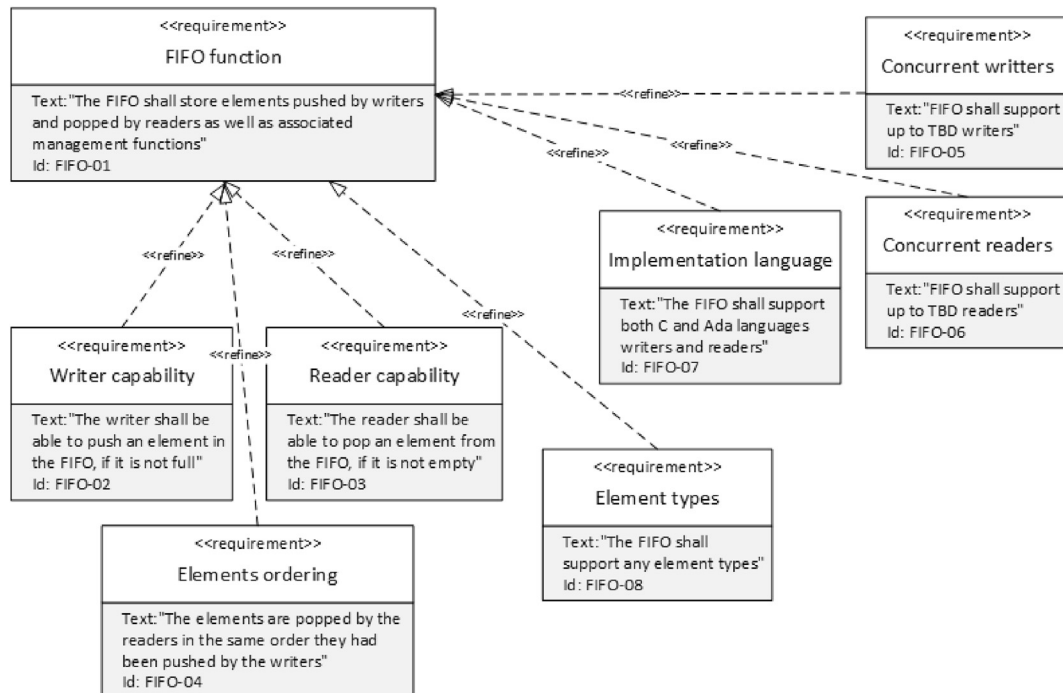 <<requirement>>
FIFO function
Text:"The FIFO shall store elements pushed by writers
and popped by readers as well as associated
management functions"
Id: FIFO-01
<<requirement>>
Concurrent writters
Text:"FIFO shall support
up to TBD writers"
Id: FIFO-05
<<refine>>
<<refine>>
<<refine>>
<<requirement>>
Concurrent readers
Text:"FIFO shall support
up to TBD readers"
Id: FIFO-06
<<requirement>>
Implementation language
Text:"The FIFO shall support
both C and Ada languages
writers and readers"
Id: FIFO-07
<<refine>>
<<refine>>
<<refine>>
<<refine>>
<<requirement>>
Writer capability
Text:"The writer shall be
able to push an element in
the FIFO, if it is not full"
Id: FIFO-02
<<requirement>>
Reader capability
Text:"The reader shall be
able to pop an element from
the FIFO, if it is not empty"
Id: FIFO-03
<<requirement>>
Element types
Text:"The FIFO shall
support any element types"
Id: FIFO-08
<<requirement>>
Elements ordering
Text:"The elements are popped by the
readers in the same order they had
been pushed by the writers"
Id: FIFO-04